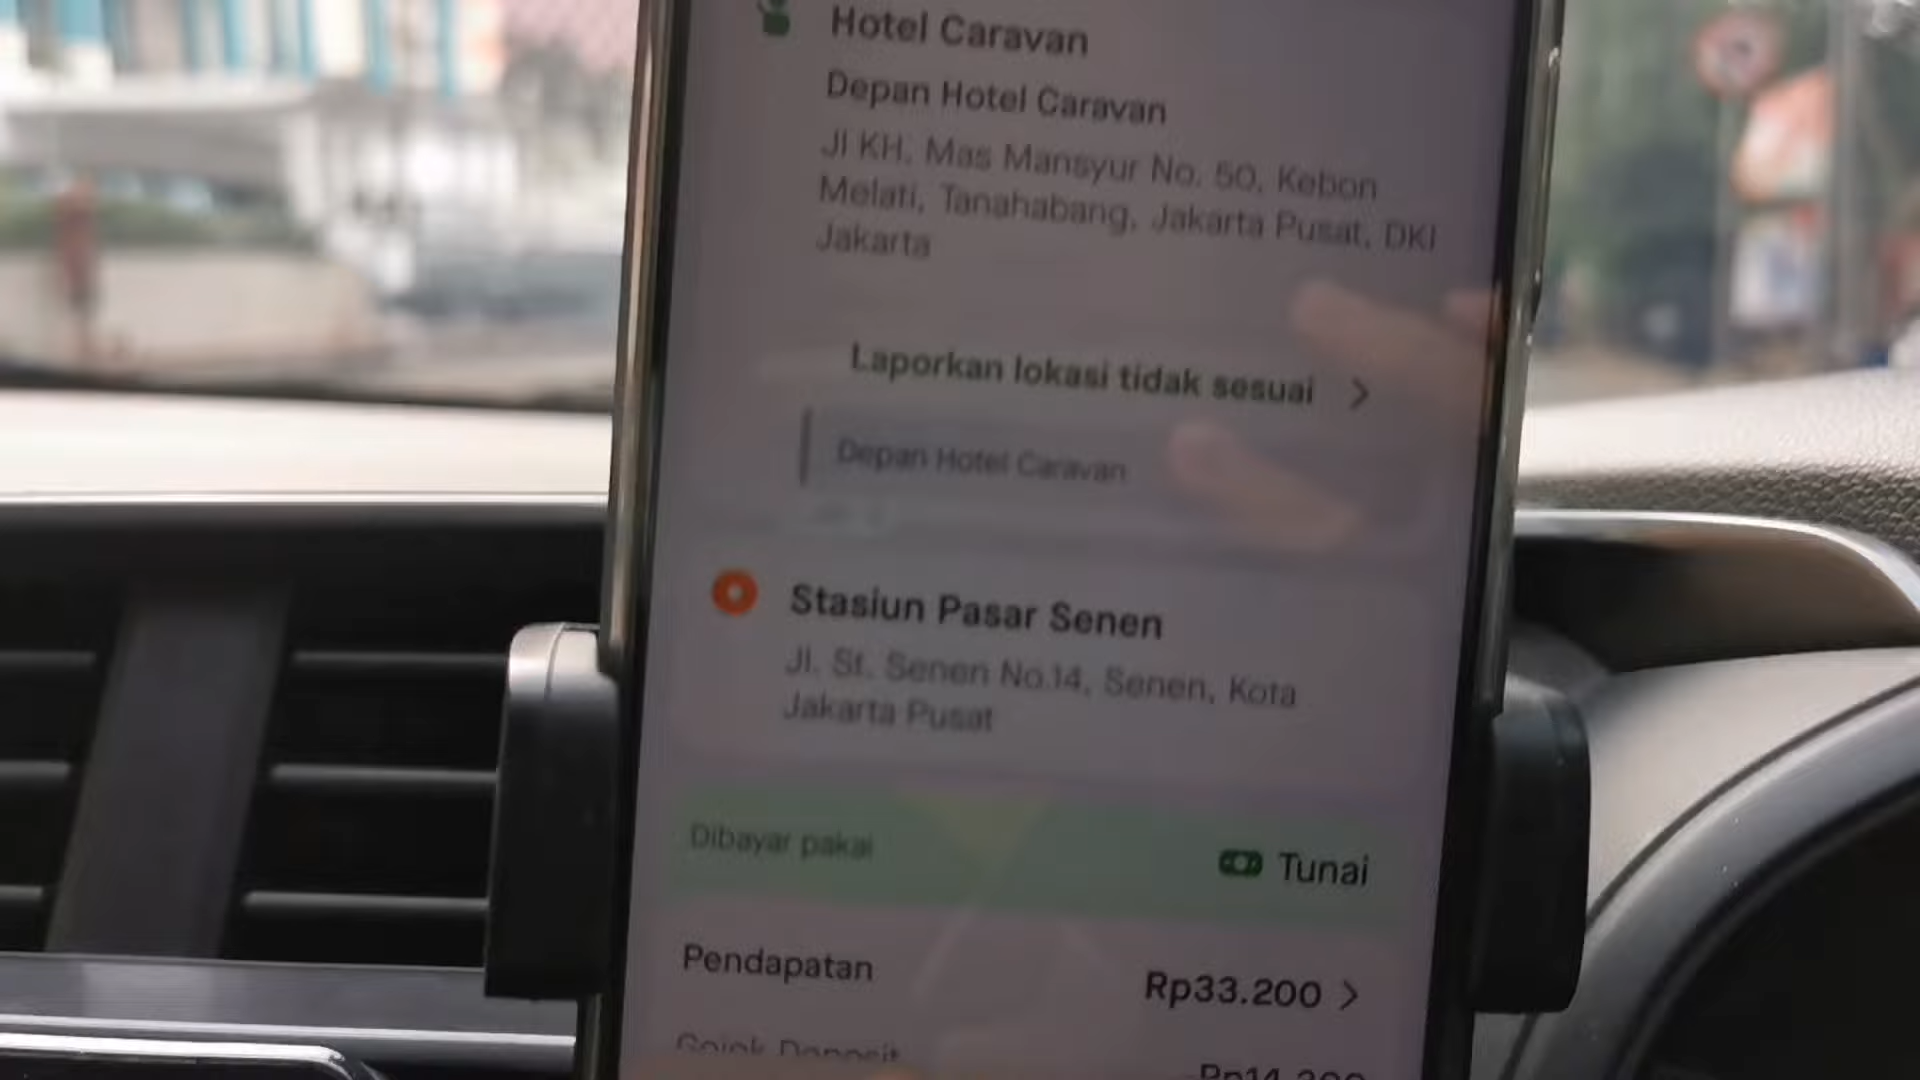 Hotel Caravan
Depan Hotel Caravan
Jl KH. Mas Mansyur No. 50, Kebon
Melati, Tanahabang, Jakarta Pusat, DKI
Jakarta
Laporkan lokasi tidak sesuai >
Depan Hotel Caravan
Stasiun Pasar Senen
Jl. St. Senen No.14, Senen, Kota
Jakarta Pusat
Dibayar pakai Tunai
Pendapatan Rp33.200 >
Gojek Deposit